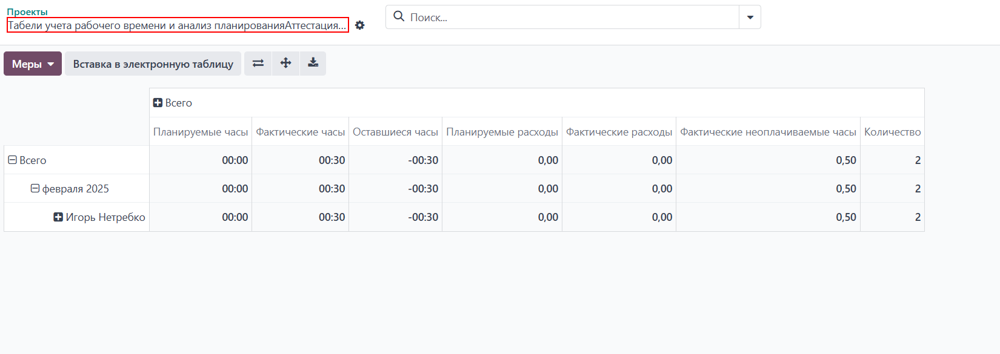 Проекты
Табели учета рабочего времени и анализ планированияАттестация...
Поиск...
Меры
Вставка в электронную таблицу
Всего
Планируемые часы Фактические часы Оставшиеся часы Планируемые расходы Фактические расходы Фактические неоплачиваемые часы Количество
Всего 00:00 00:30 -00:30 0,00 0,00 0,50 2
февраля 2025 00:00 00:30 -00:30 0,00 0,00 0,50 2
Игорь Нетребко 00:00 00:30 -00:30 0,00 0,00 0,50 2